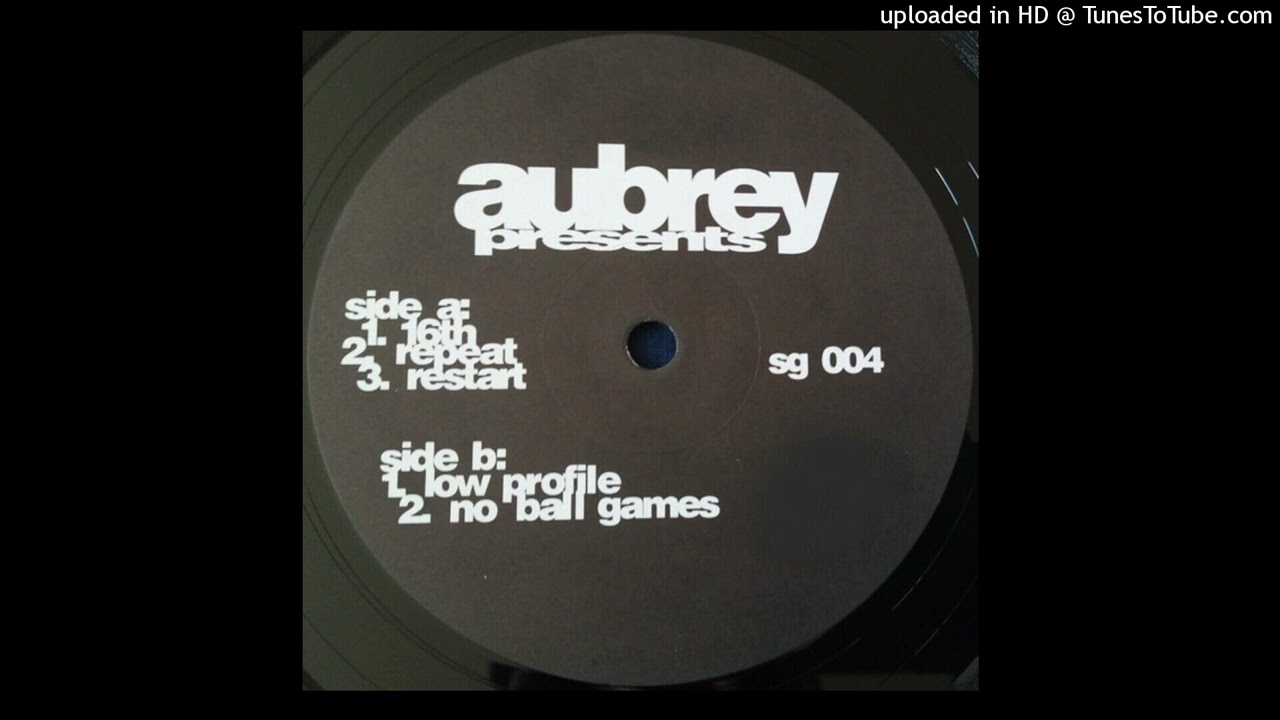 uploaded in HD @ TunesToTube.com
aubrey
presents
side a:
1. 16th
2. repeat
3. restart
sg 004
side b:
1. low profile
2. no ball games